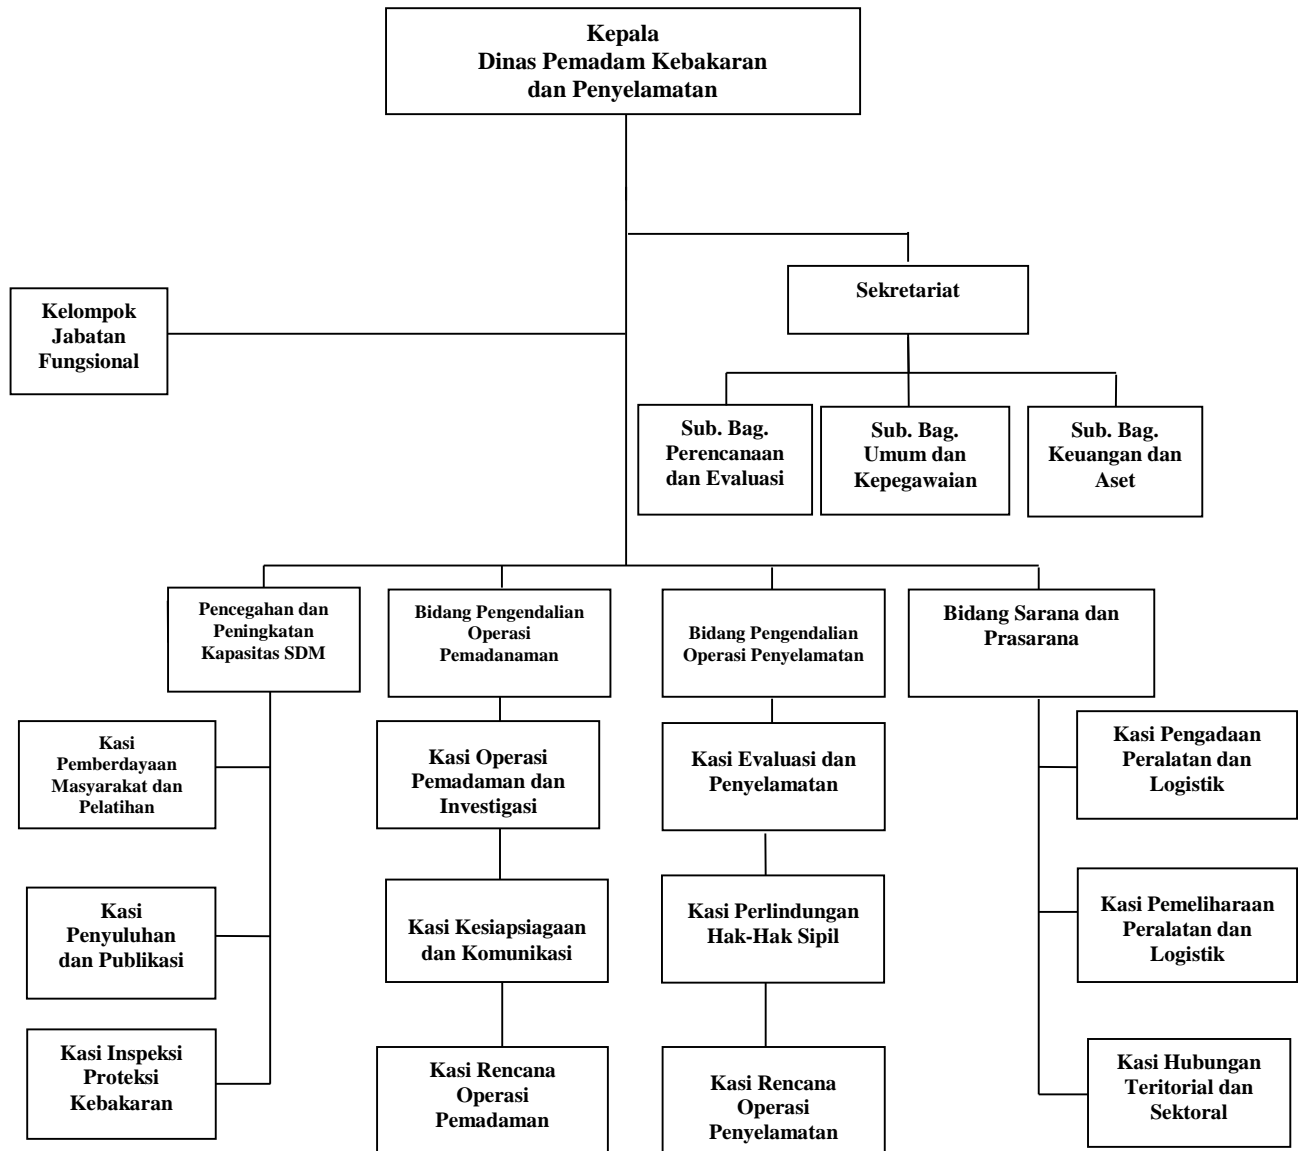 Kepala
Dinas Pemadam Kebakaran
dan Penyelamatan
Sekretariat
Kelompok
Jabatan
Fungsional
Sub. Bag.
Perencanaan
dan Evaluasi
Sub. Bag.
Umum dan
Kepegawaian
Sub. Bag.
Keuangan dan
Aset
Pencegahan dan
Peningkatan
Kapasitas SDM
Bidang Pengendalian
Operasi
Pemadanaman
Bidang Pengendalian
Operasi Penyelamatan
Bidang Sarana dan
Prasarana
Kasi
Pemberdayaan
Masyarakat dan
Pelatihan
Kasi Operasi
Pemadaman dan
Investigasi
Kasi Evaluasi dan
Penyelamatan
Kasi Pengadaan
Peralatan dan
Logistik
Kasi
Penyuluhan
dan Publikasi
Kasi Kesiapsiagaan
dan Komunikasi
Kasi Perlindungan
Hak-Hak Sipil
Kasi Pemeliharaan
Peralatan dan
Logistik
Kasi Inspeksi
Proteksi
Kebakaran
Kasi Rencana
Operasi
Pemadaman
Kasi Rencana
Operasi
Penyelamatan
Kasi Hubungan
Teritorial dan
Sektoral